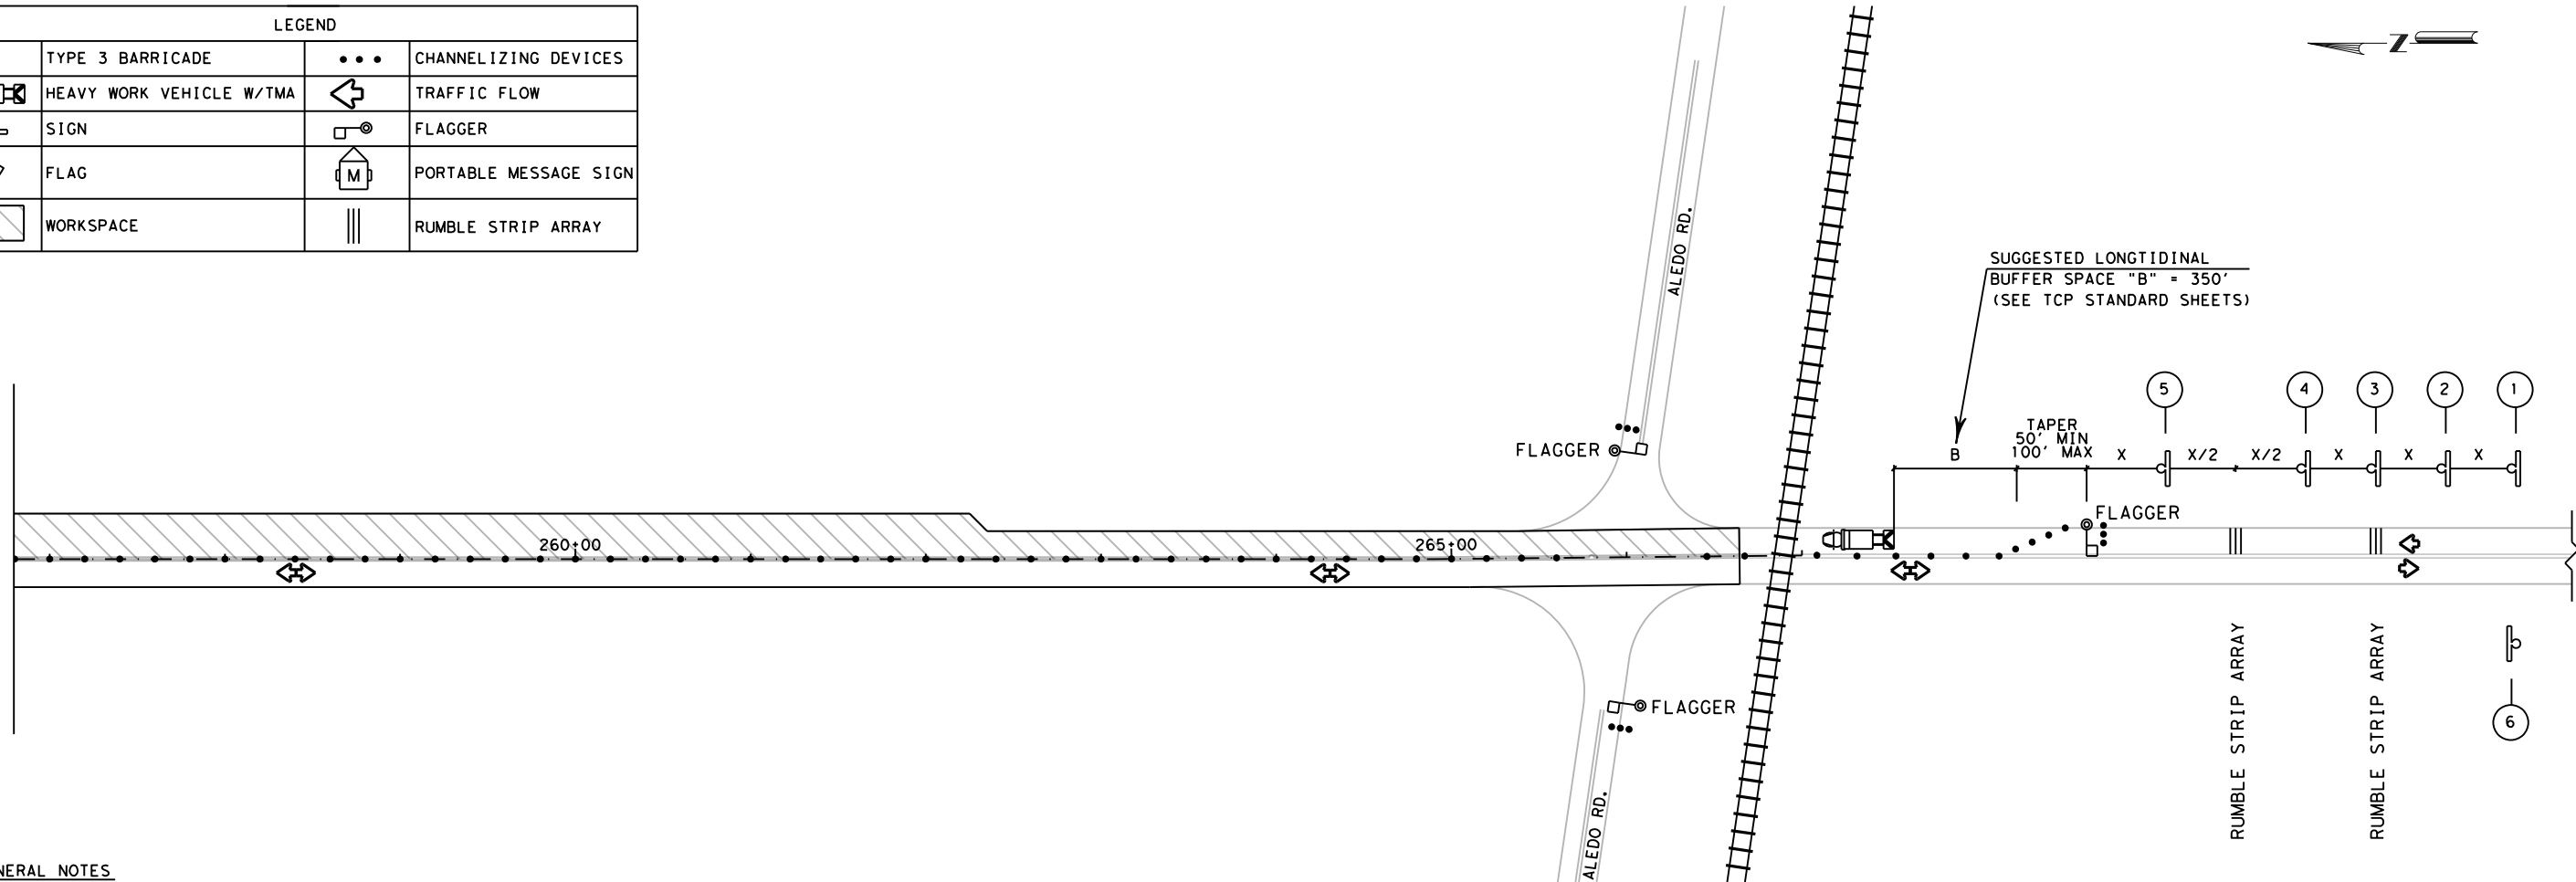 LEGEND
TYPE 3 BARRICADE
CHANNELIZING DEVICES
HEAVY WORK VEHICLE W/TMA
TRAFFIC FLOW
SIGN
FLAGGER
FLAG
M
PORTABLE MESSAGE SIGN
WORKSPACE
RUMBLE STRIP ARRAY
Z
ALEDO RD.
SUGGESTED LONGTIDINAL
BUFFER SPACE "B" = 350'
(SEE TCP STANDARD SHEETS)
5
4
3
2
1
TAPER
50' MIN
100' MAX
B
X
X/2
X/2
X
X
X
FLAGGER
FLAGGER
260+00
265+00
FLAGGER
RUMBLE STRIP ARRAY
RUMBLE STRIP ARRAY
6
ALEDO RD.
NERAL NOTES